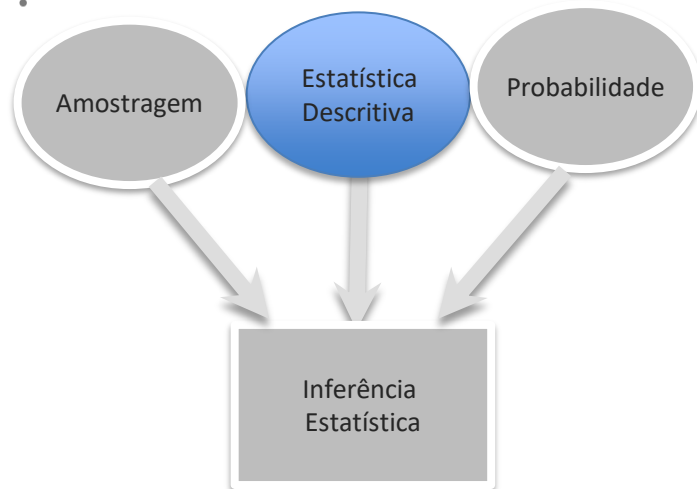 Amostragem
Estatística
Descritiva
Probabilidade
Inferência
Estatística